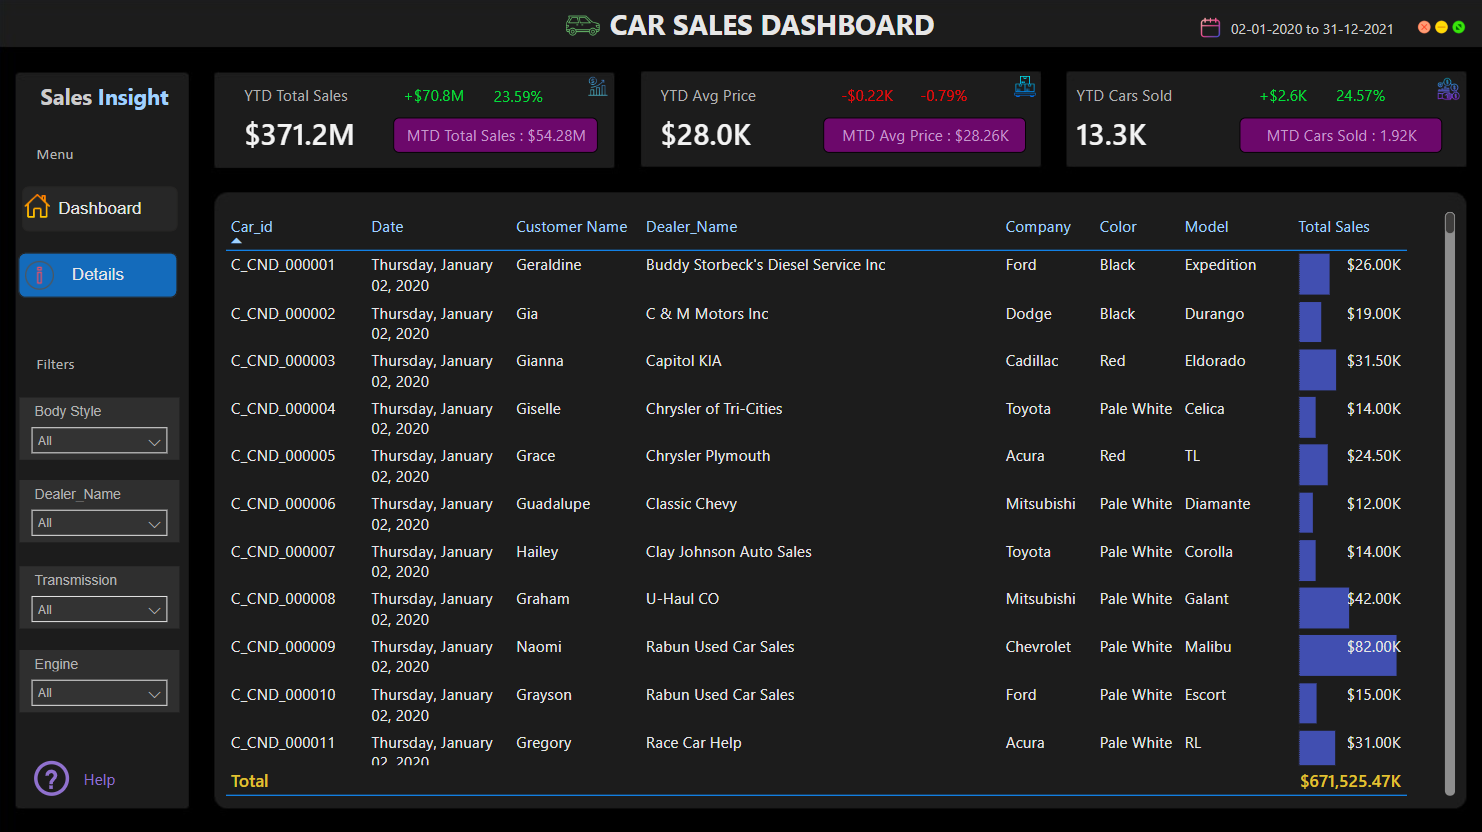 CAR SALES DASHBOARD
02-01-2020 to 31-12-2021
Sales Insight
Menu
Dashboard
Details
Filters
Body Style
All
Dealer_Name
All
Transmission
All
Engine
All
Help
YTD Total Sales +$70.8M 23.59%
$371.2M MTD Total Sales : $54.28M
YTD Avg Price -$0.22K -0.79%
$28.0K MTD Avg Price : $28.26K
YTD Cars Sold +$2.6K 24.57%
13.3K MTD Cars Sold : 1.92K
Car_id Date Customer Name Dealer_Name Company Color Model Total Sales
C_CND_000001 Thursday, January Geraldine Buddy Storbeck's Diesel Service Inc Ford Black Expedition $26.00K
02, 2020
C_CND_000002 Thursday, January Gia C & M Motors Inc Dodge Black Durango $19.00K
02, 2020
C_CND_000003 Thursday, January Gianna Capitol KIA Cadillac Red Eldorado $31.50K
02, 2020
C_CND_000004 Thursday, January Giselle Chrysler of Tri-Cities Toyota Pale White Celica $14.00K
02, 2020
C_CND_000005 Thursday, January Grace Chrysler Plymouth Acura Red TL $24.50K
02, 2020
C_CND_000006 Thursday, January Guadalupe Classic Chevy Mitsubishi Pale White Diamante $12.00K
02, 2020
C_CND_000007 Thursday, January Hailey Clay Johnson Auto Sales Toyota Pale White Corolla $14.00K
02, 2020
C_CND_000008 Thursday, January Graham U-Haul CO Mitsubishi Pale White Galant $42.00K
02, 2020
C_CND_000009 Thursday, January Naomi Rabun Used Car Sales Chevrolet Pale White Malibu $82.00K
02, 2020
C_CND_000010 Thursday, January Grayson Rabun Used Car Sales Ford Pale White Escort $15.00K
02, 2020
C_CND_000011 Thursday, January Gregory Race Car Help Acura Pale White RL $31.00K
02, 2020
Total $671,525.47K